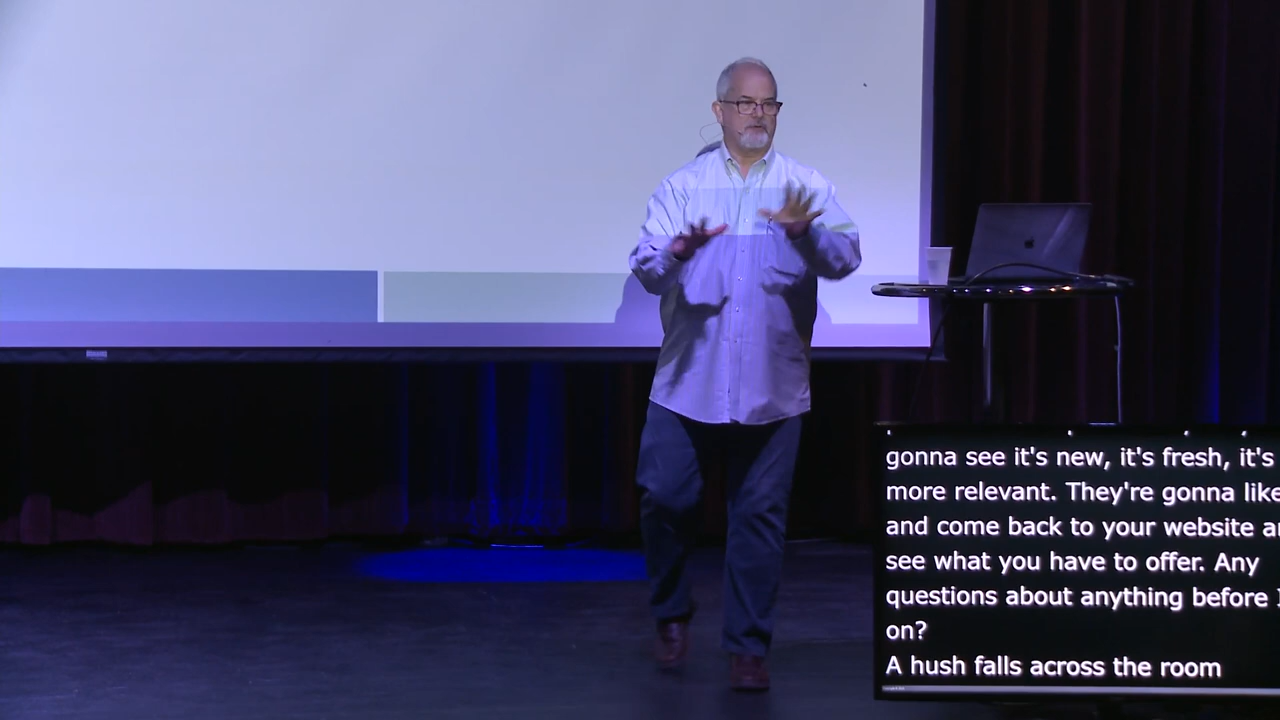 gonna see it's new, it's fresh, it's
more relevant. They're gonna like
and come back to your website
see what you have to offer. Any
questions about anything before
on?
A hush falls across the room